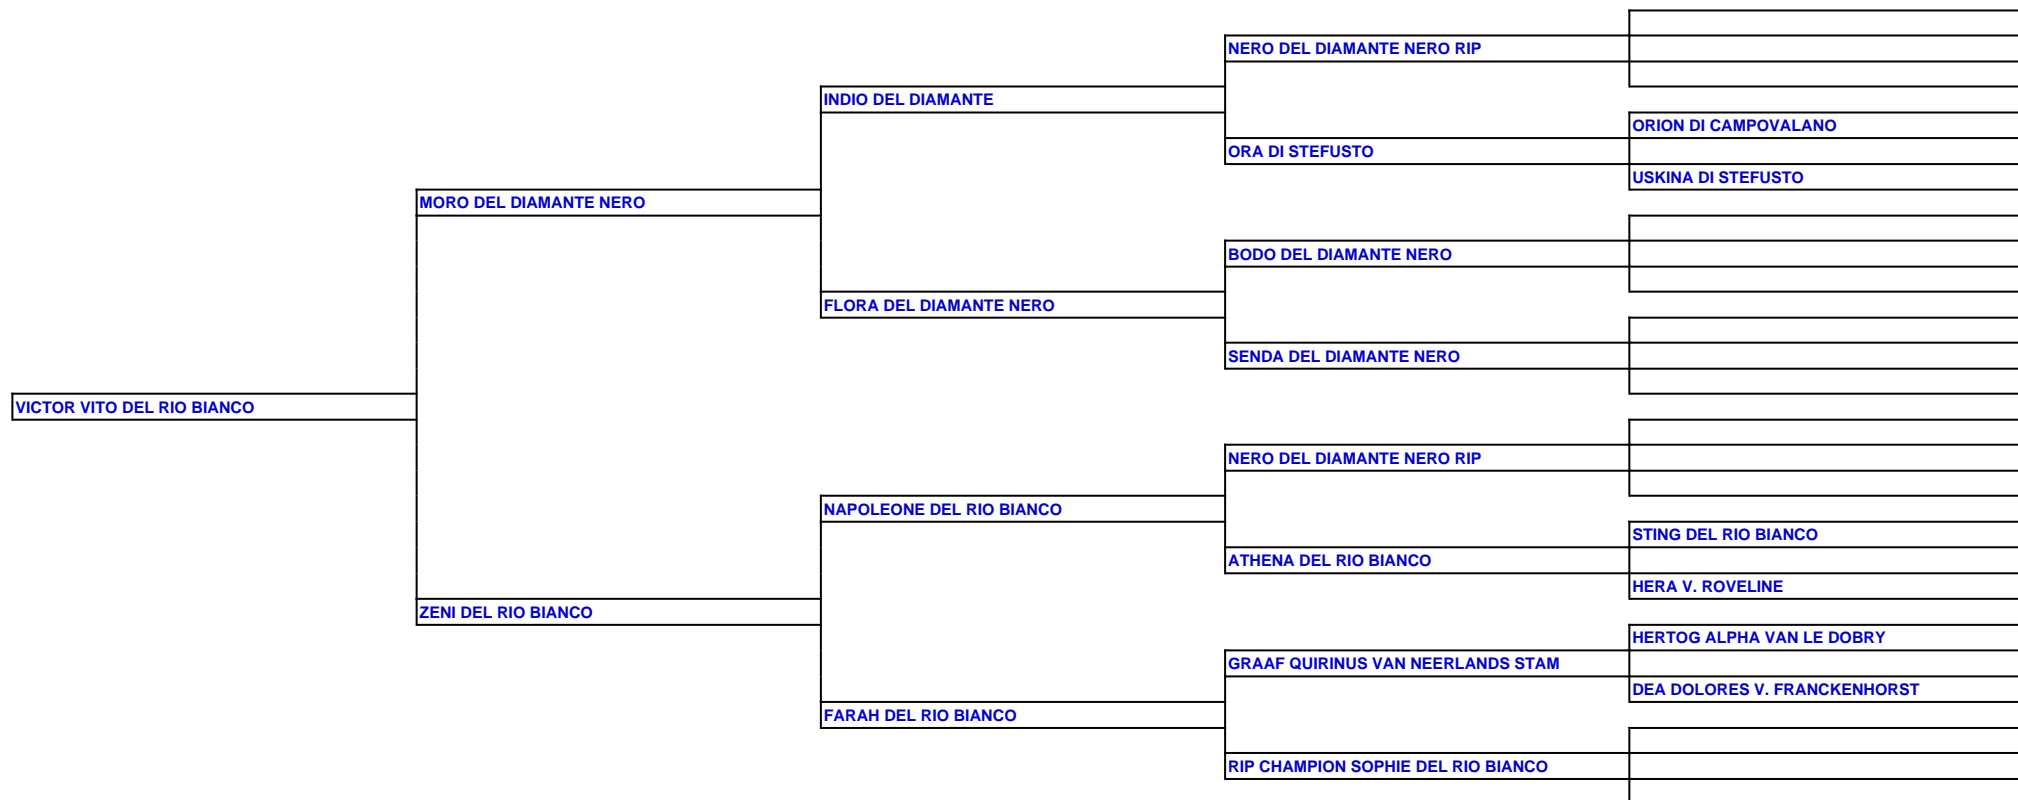 NERO DEL DIAMANTE NERO RIP
INDIO DEL DIAMANTE
ORION DI CAMPOVALANO
ORA DI STEFUSTO
USKINA DI STEFUSTO
MORO DEL DIAMANTE NERO
BODO DEL DIAMANTE NERO
FLORA DEL DIAMANTE NERO
SENDA DEL DIAMANTE NERO
VICTOR VITO DEL RIO BIANCO
NERO DEL DIAMANTE NERO RIP
NAPOLEONE DEL RIO BIANCO
STING DEL RIO BIANCO
ATHENA DEL RIO BIANCO
HERA V. ROVELINE
ZENI DEL RIO BIANCO
HERTOG ALPHA VAN LE DOBRY
GRAAF QUIRINUS VAN NEERLANDS STAM
DEA DOLORES V. FRANCKENHORST
FARAH DEL RIO BIANCO
RIP CHAMPION SOPHIE DEL RIO BIANCO